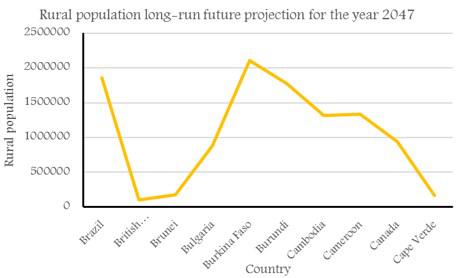 Rural population long-run future projection for the year 2047
2500000
2000000
1500000
1000000
500000
0
Rural population
Brazil
British...
Brunei
Bulgaria
Burkina Faso
Burundi
Cambodia
Cameroon
Canada
Cape Verde
Country